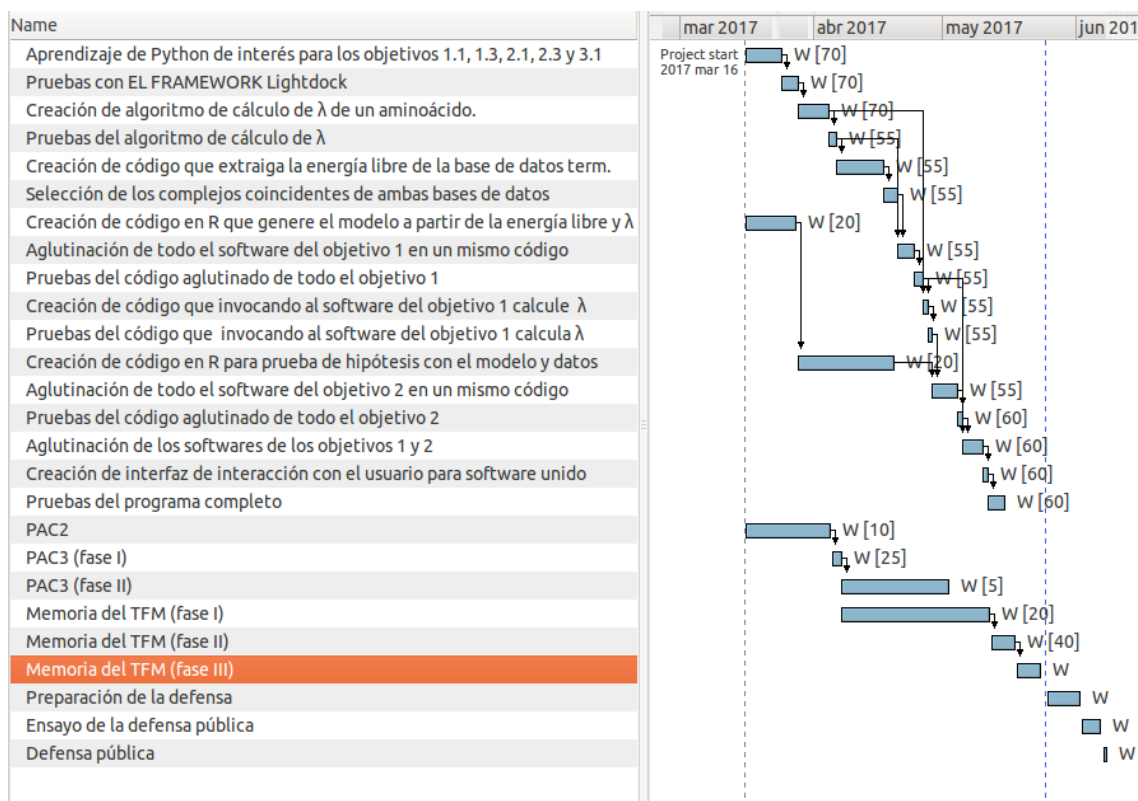 Name
mar 2017 abr 2017 may 2017 jun 201
Aprendizaje de Python de interés para los objetivos 1.1, 1.3, 2.1, 2.3 y 3.1
Project start
2017 mar 16
W [70]
Pruebas con EL FRAMEWORK Lightdock W [70]
Creación de algoritmo de cálculo de λ de un aminoácido. W [70]
Pruebas del algoritmo de cálculo de λ W [55]
Creación de código que extraiga la energía libre de la base de datos term. W [55]
Selección de los complejos coincidentes de ambas bases de datos W [55]
Creación de código en R que genere el modelo a partir de la energía libre y λ W [20]
Aglutinación de todo el software del objetivo 1 en un mismo código W [55]
Pruebas del código aglutinado de todo el objetivo 1 W [55]
Creación de código que invocando al software del objetivo 1 calcule λ W [55]
Pruebas del código que invocando al software del objetivo 1 calcula λ W [55]
Creación de código en R para prueba de hipótesis con el modelo y datos W [20]
Aglutinación de todo el software del objetivo 2 en un mismo código W [55]
Pruebas del código aglutinado de todo el objetivo 2 W [60]
Aglutinación de los softwares de los objetivos 1 y 2 W [60]
Creación de interfaz de interacción con el usuario para software unido W [60]
Pruebas del programa completo W [60]
PAC2 W [10]
PAC3 (fase I) W [25]
PAC3 (fase II) W [5]
Memoria del TFM (fase I) W [20]
Memoria del TFM (fase II) W [40]
Memoria del TFM (fase III) W
Preparación de la defensa W
Ensayo de la defensa pública W
Defensa pública W